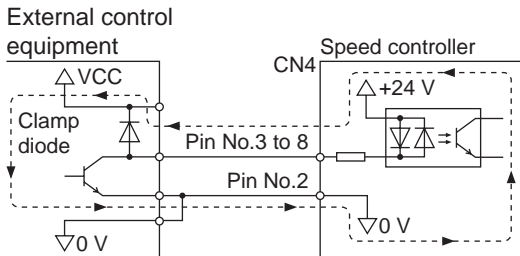 External control
equipment
Speed controller
CN4
VCC
+24 V
Clamp
diode
Pin No.3 to 8
Pin No.2
0 V
0 V